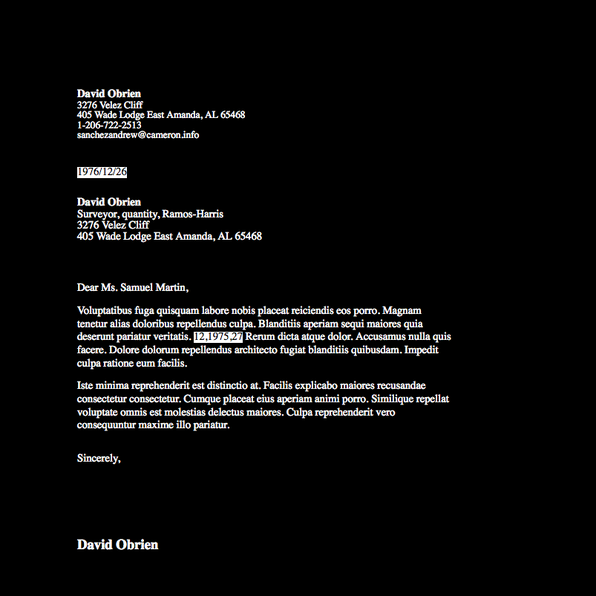 David Obrien
3276 Velez Cliff
405 Wade Lodge East Amanda, AL 65468
1-206-722-2513
sanchezandrew@cameron.info
1976/12/26
David Obrien
Surveyor, quantity, Ramos-Harris
3276 Velez Cliff
405 Wade Lodge East Amanda, AL 65468
Dear Ms. Samuel Martin,
Voluptatibus fuga quisquam labore nobis placeat reiciendis eos porro. Magnam
tenetur alias doloribus repellendus culpa. Blanditiis aperiam sequi maiores quia
deserunt pariatur veritatis. 12,1975,27 Rerum dicta atque dolor. Accusamus nulla quis
facere. Dolore dolorum repellendus architecto fugiat blanditiis quibusdam. Impedit
culpa ratione eum facilis.
Iste minima reprehenderit est distinctio at. Facilis explicabo maiores recusandae
consectetur consectetur. Cumque placeat eius aperiam animi porro. Similique repellat
voluptate omnis est molestias delectus maiores. Culpa reprehenderit vero
consequuntur maxime illo pariatur.
Sincerely,
David Obrien